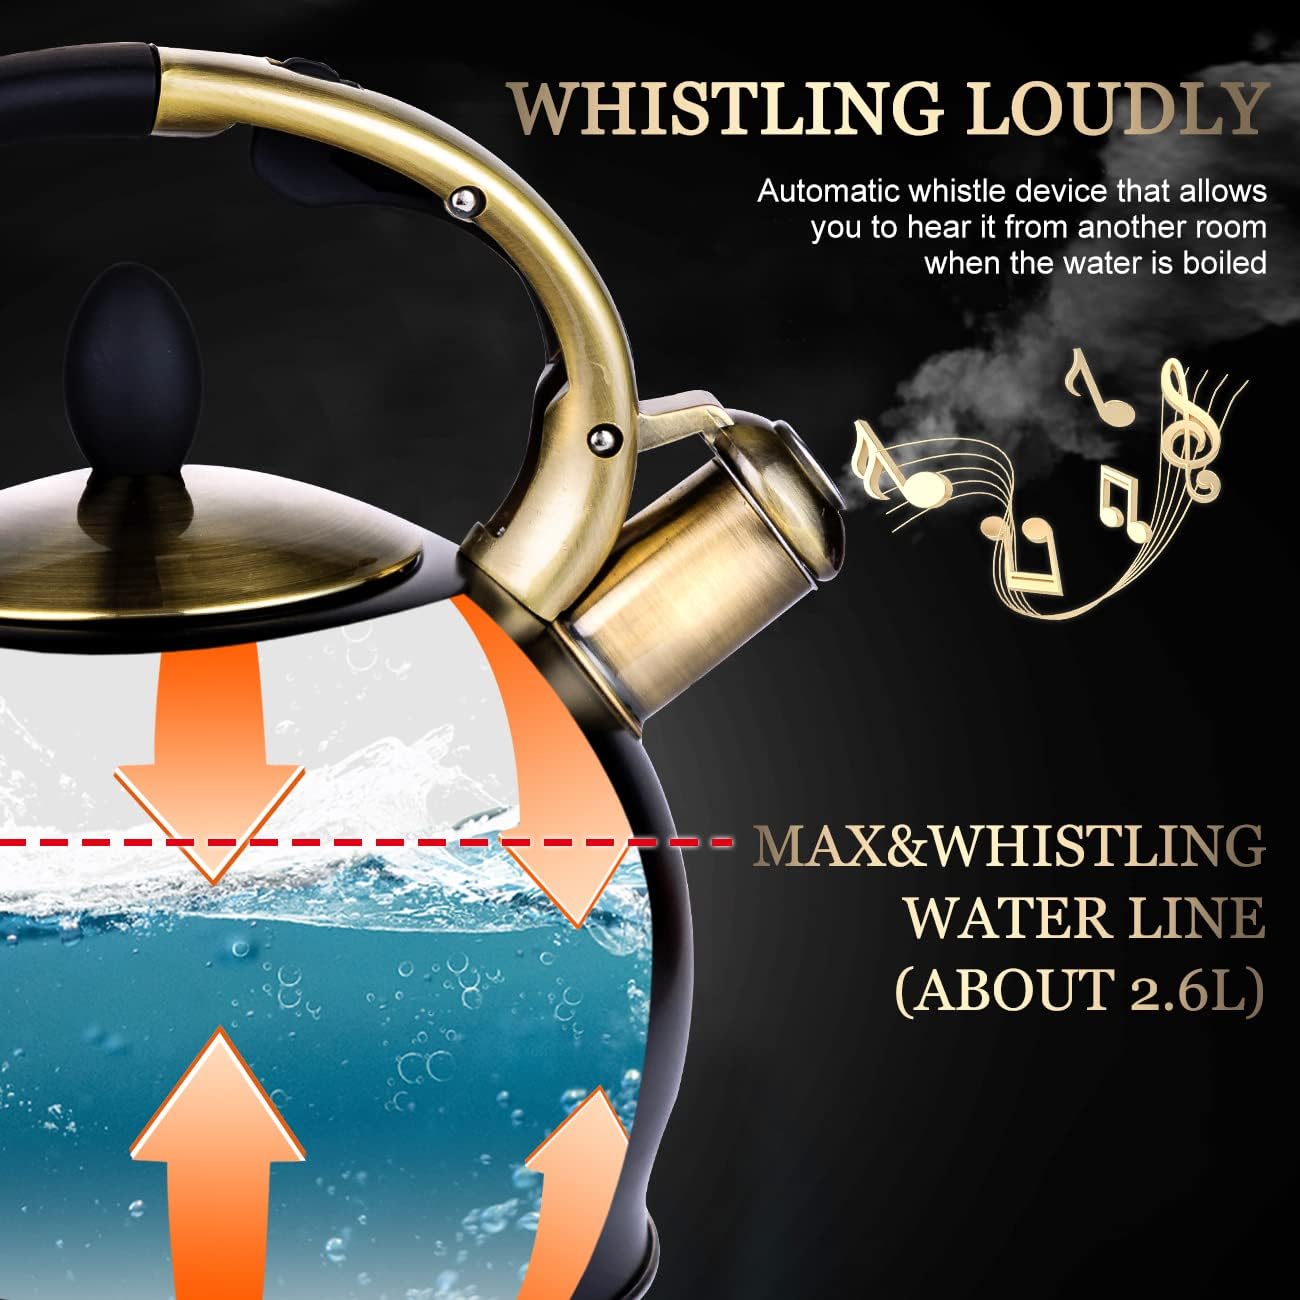 WHISTLING LOUDLY
Automatic whistle device that allows
you to hear it from another room
when the water is boiled
MAX&WHISTLING
WATER LINE
(ABOUT 2.6L)